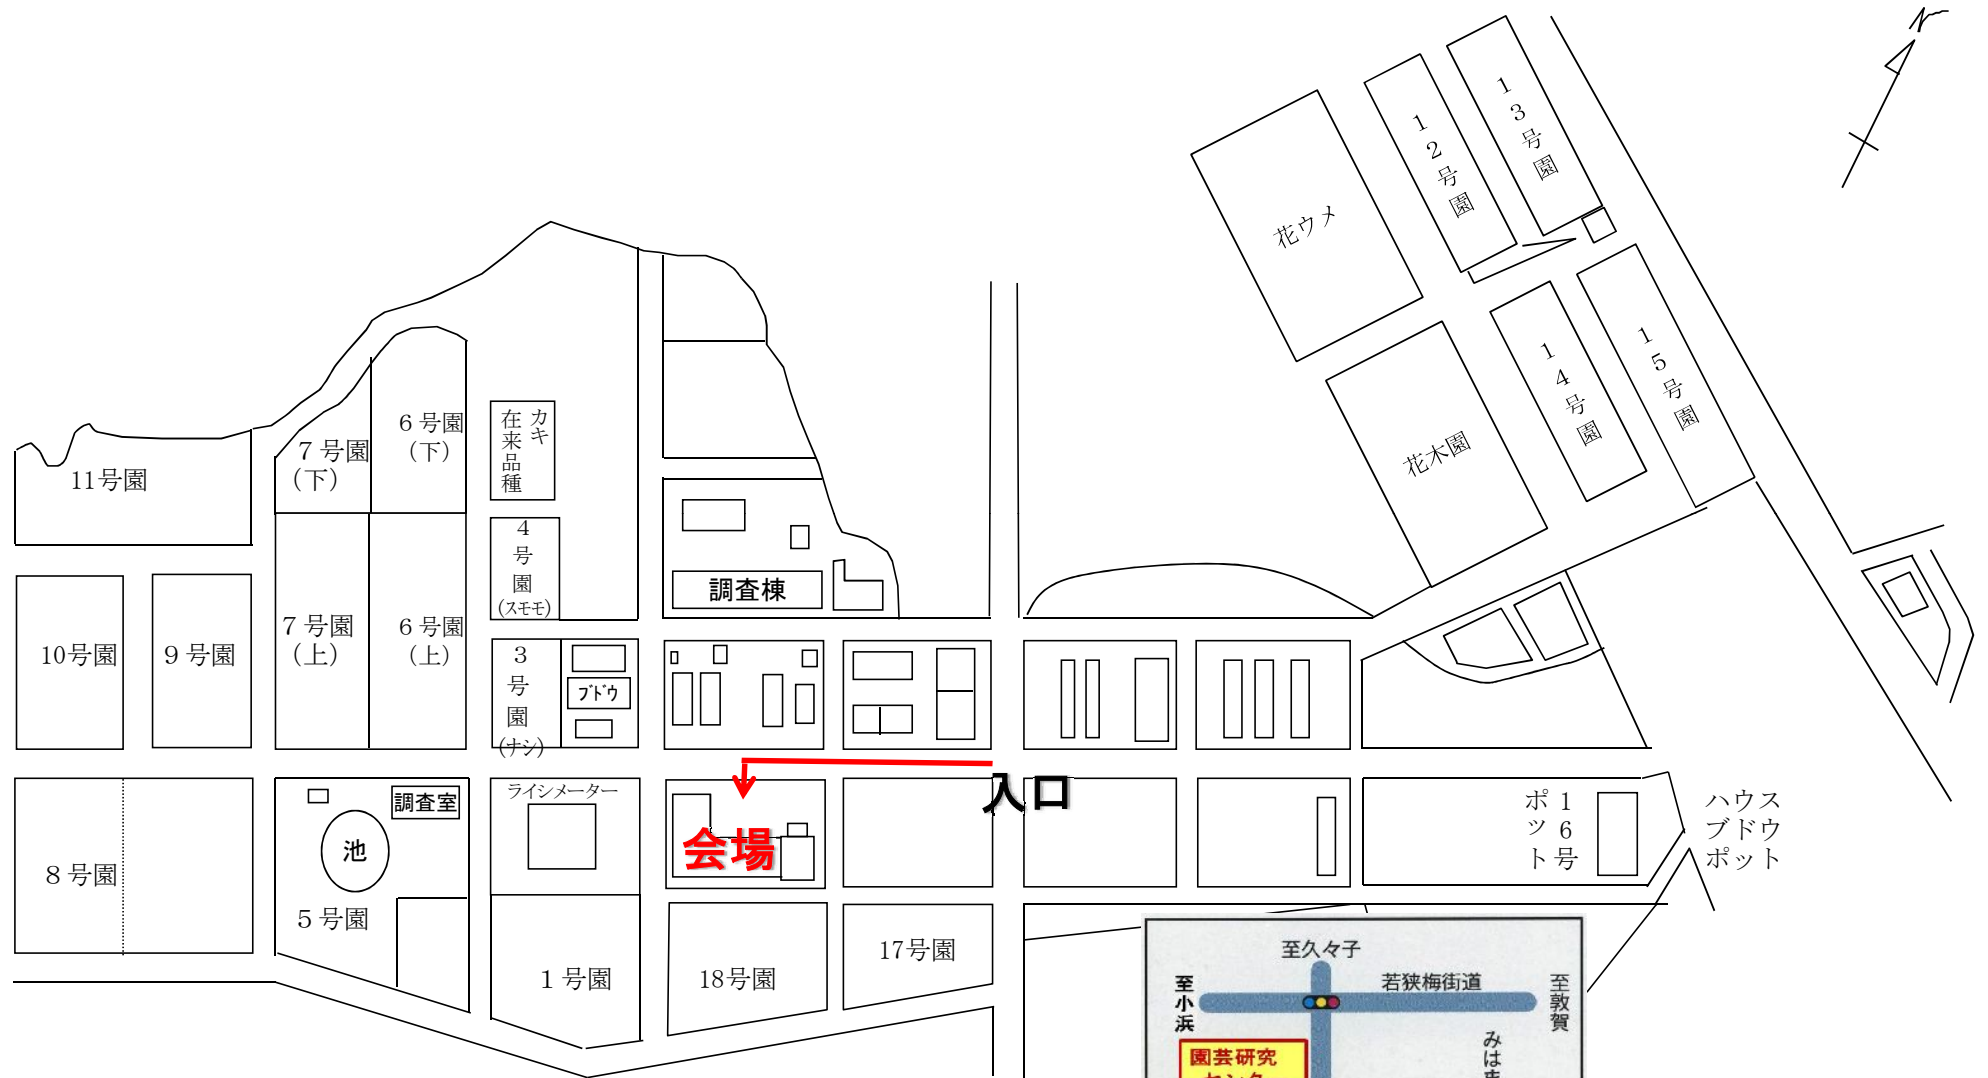 1
3
号
園
1
2
号
園
花ウメ
1
5
号
園
1
4
号
園
花木園
11号園
7号園
(下)
6号園
(下)
カキ
在来品種
4
号
園
(スモモ)
調査棟
10号園
9号園
7号園
(上)
6号園
(上)
3
号
園
(ナシ)
ブドウ
入口
会場
ライシメーター
調査室
池
8号園
5号園
1号園
18号園
17号園
16号
ポット
ハウス
ブドウ
ポット
至久々子
若狭梅街道
至小浜
至敦賀
園芸研究
センター
みは